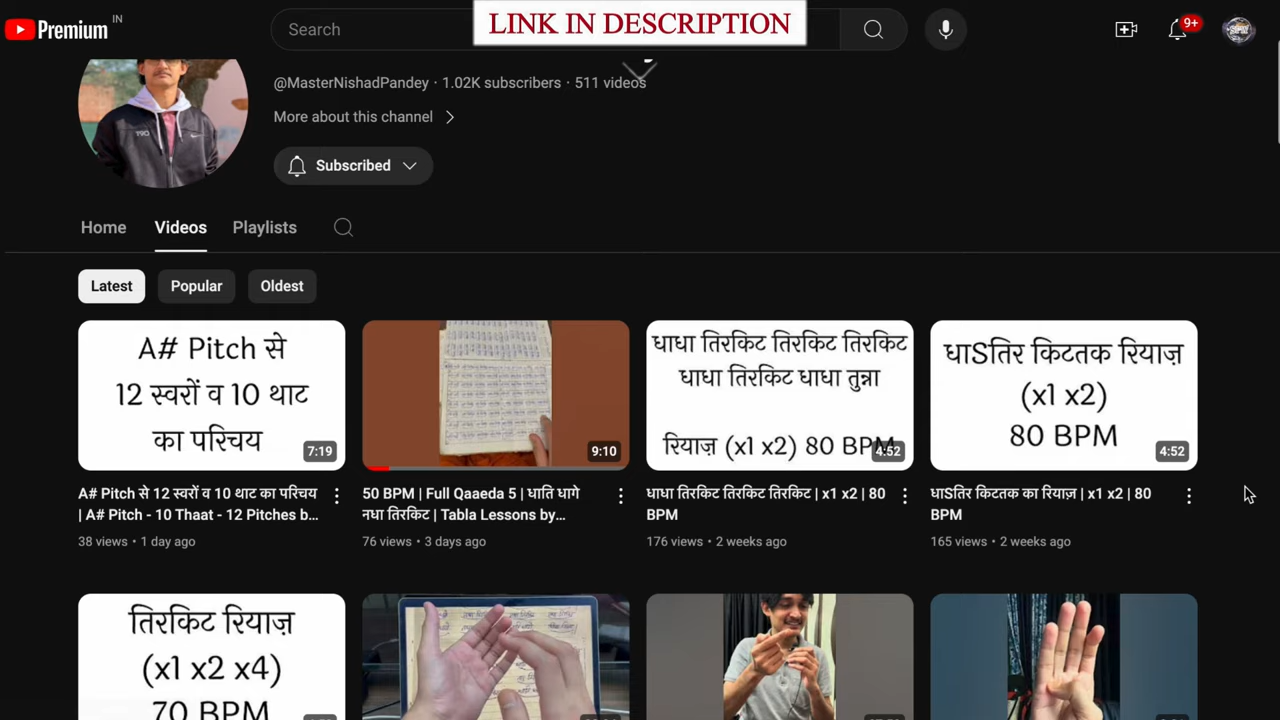 Premium IN
Search
LINK IN DESCRIPTION
9+
@MasterNishadPandey · 1.02K subscribers · 511 videos
More about this channel
Subscribed
Home
Videos
Playlists
Latest
Popular
Oldest
A# Pitch से
12 स्वरों व 10 थाट
का परिचय
7:19
A# Pitch से 12 स्वरों व 10 थाट का परिचय
| A# Pitch - 10 Thaat - 12 Pitches b...
38 views • 1 day ago
9:10
50 BPM | Full Qaaeda 5 | धाति धागे
नधा तिरकिट | Tabla Lessons by...
76 views • 3 days ago
धाधा तिरकिट तिरकिट तिरकिट
धाधा तिरकिट धाधा तुन्ना
रियाज़ (x1 x2) 80 BPM
4:52
धाधा तिरकिट तिरकिट तिरकिट | x1 x2 | 80
BPM
176 views • 2 weeks ago
धाSतिर किटतक रियाज़
(x1 x2)
80 BPM
4:52
धाSतिर किटतक का रियाज़ | x1 x2 | 80
BPM
165 views • 2 weeks ago
तिरकिट रियाज़
(x1 x2 x4)
70 BPM